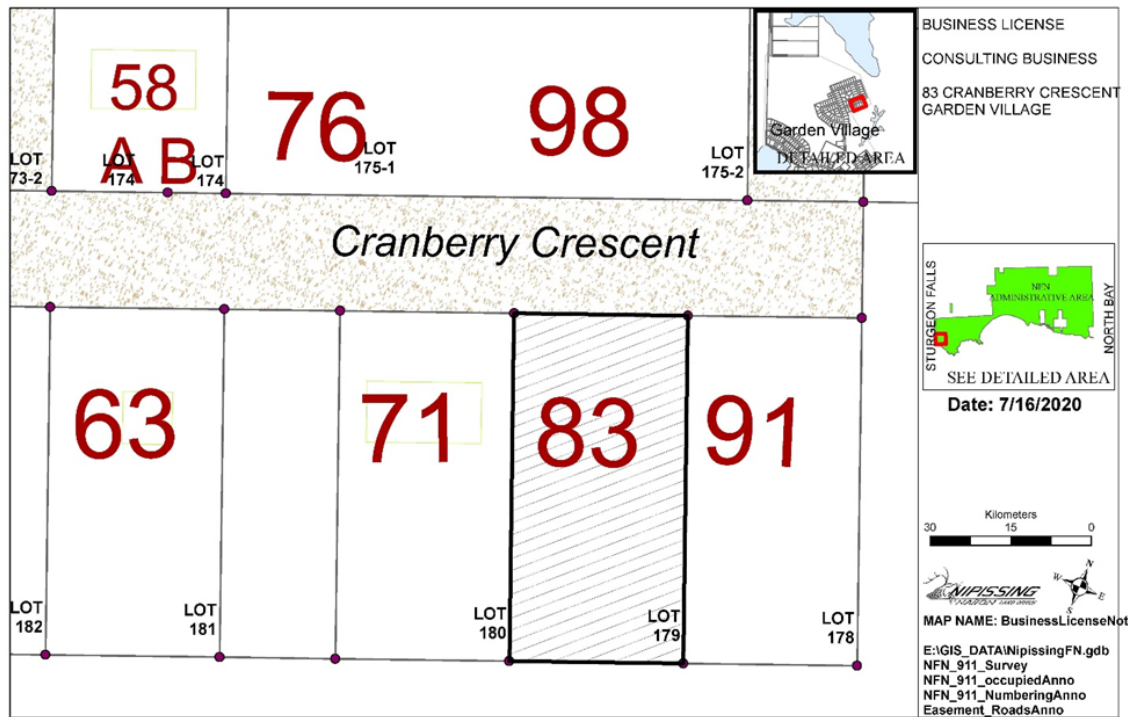 58
A B
76
98
LOT
73-2
LOT
174
LOT
174
LOT
175-1
LOT
175-2
Cranberry Crescent
63
71
83
91
LOT
182
LOT
181
LOT
180
LOT
179
LOT
178
Garden Village
DETAILED AREA
BUSINESS LICENSE
CONSULTING BUSINESS
83 CRANBERRY CRESCENT
GARDEN VILLAGE
STURGEON FALLS
NFN
ADMINISTRATIVE AREA
NORTH BAY
SEE DETAILED AREA
Date: 7/16/2020
Kilometers
30 15 0
NIPISSING
NATION
N
W
E
S
MAP NAME: BusinessLicenseNot
E:\GIS_DATA\NipissingFN.gdb
NFN_911_Survey
NFN_911_occupiedAnno
NFN_911_NumberingAnno
Easement_RoadsAnno